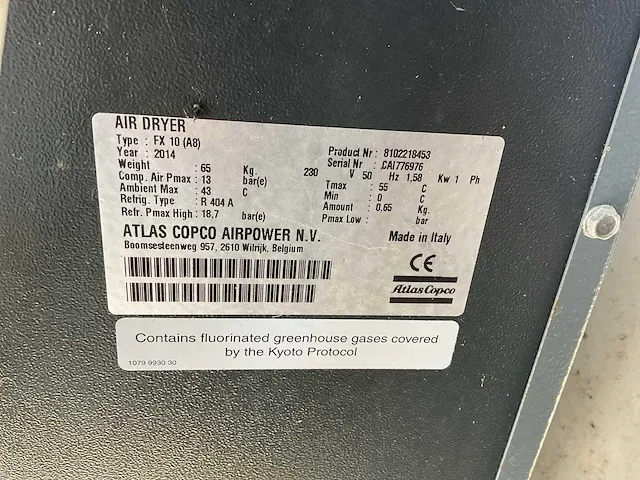 AIR DRYER
Type : FX 10 (A8)
Year : 2014
Weight : 65 Kg.
Comp. Air Pmax : 13 bar(e)
Ambient Max : 43 C
Refrig. Type : R 404 A
Refr. Pmax High : 18,7 bar(e)
Product Nr : 8102218453
Serial Nr : CAI776976
230 V 50 Hz 1,58 Kw 1 Ph
Tmax : 55 C
Min : 0 C
Amount : 0,65 Kg.
Pmax Low : bar
ATLAS COPCO AIRPOWER N.V.
Boomsesteenweg 957, 2610 Wilrijk, Belgium
Made in Italy
CE
Atlas Copco
Contains fluorinated greenhouse gases covered
by the Kyoto Protocol
1079 9930 30